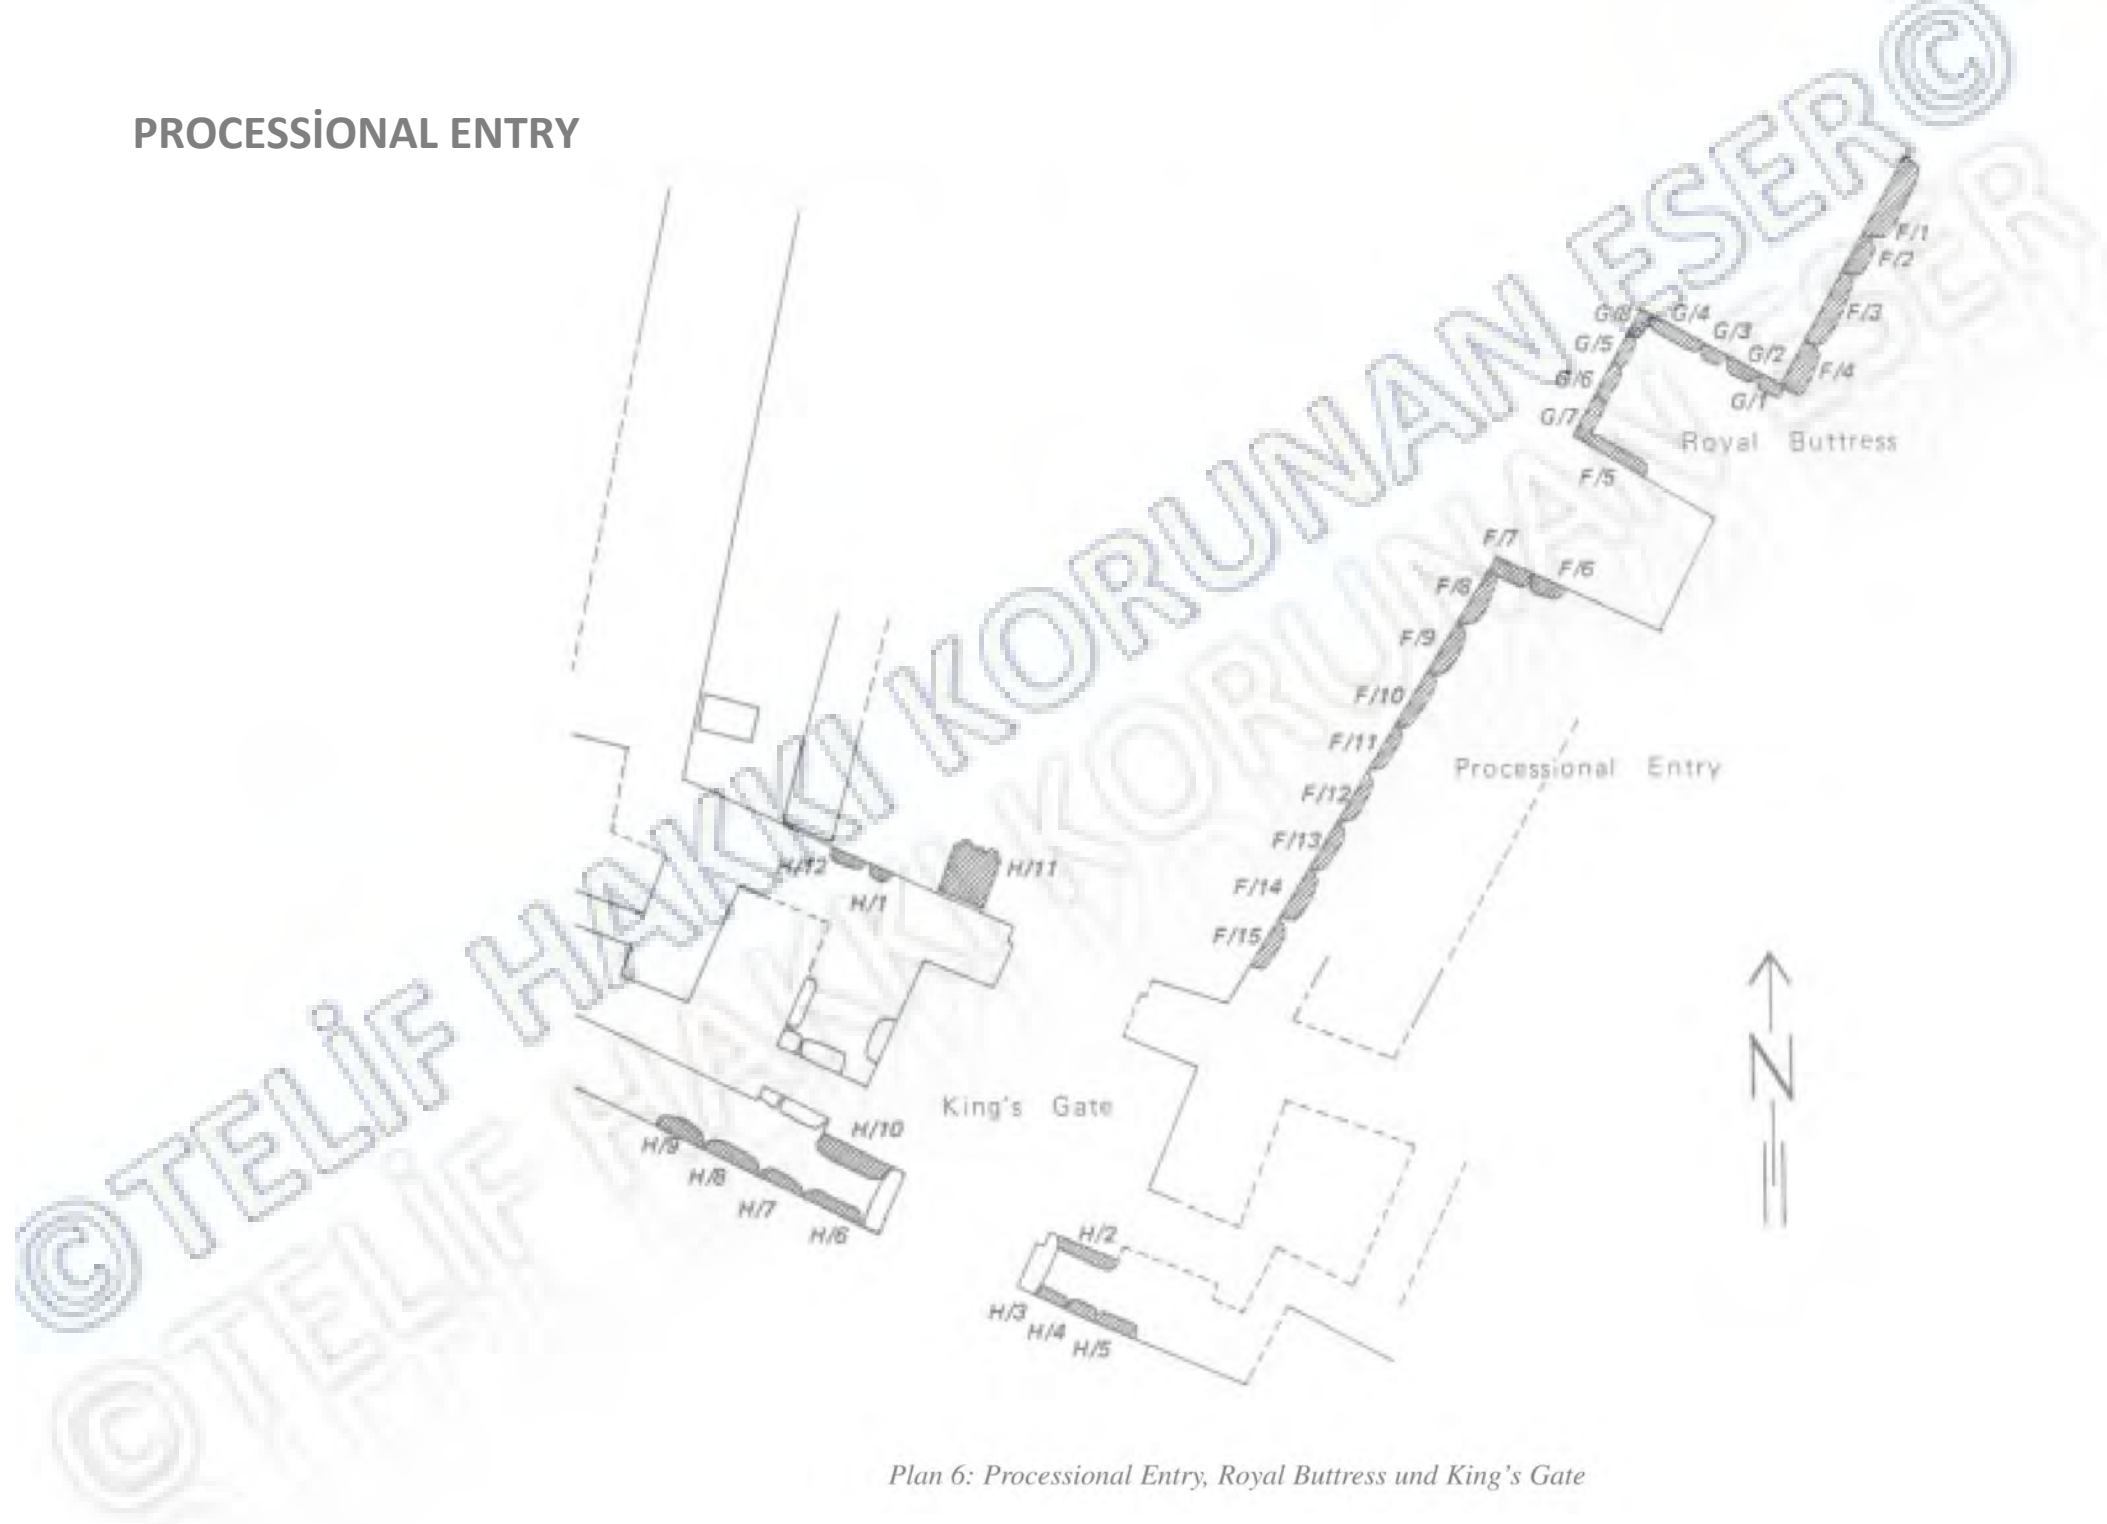 PROCESSİONAL ENTRY
©TELİF HAKKI KORUNAN ESER©
F/1
F/2
G/8
G/4
F/3
G/3
G/5
G/2
F/4
G/6
G/1
G/7
Royal Buttress
F/5
F/7
F/6
F/8
F/9
F/10
F/11
Processional Entry
F/12
F/13
H/12
H/11
F/14
H/1
F/15
N
King's Gate
H/10
H/9
H/8
H/7
H/6
H/2
H/3
H/4
H/5
Plan 6: Processional Entry, Royal Buttress und King's Gate